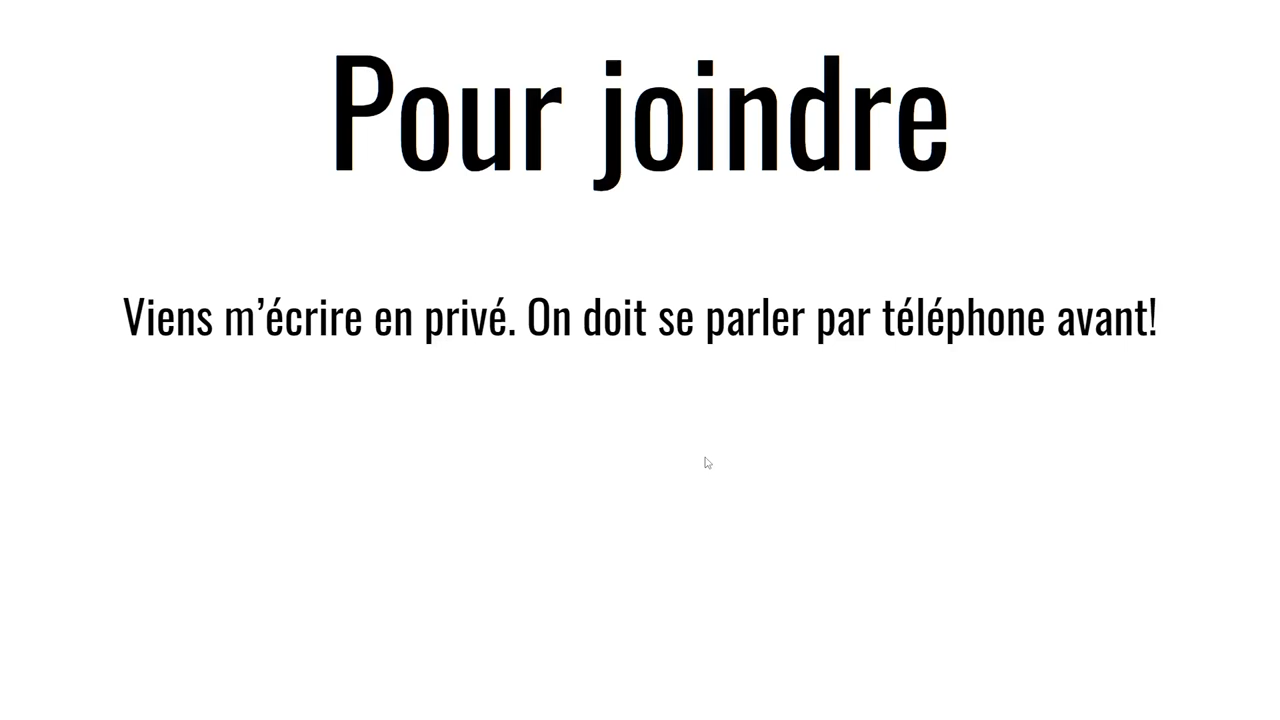 Pour joindre
Viens m’écrire en privé. On doit se parler par téléphone avant!